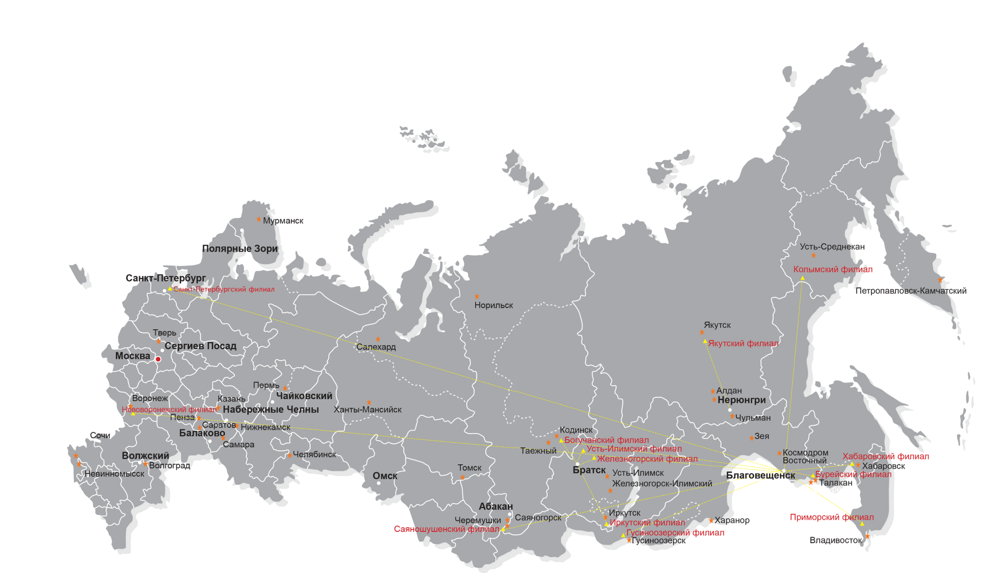 Мурманск
Усть-Среднекан
Полярные Зори
Колымский филиал
Санкт-Петербург
Санкт-Петербургский филиал
Петропавловск-Камчатский
Норильск
Якутск
Тверь
Якутский филиал
Сергиев Посад
Салехард
Москва
Пермь
Алдан
Чайковский
Воронеж
Казань
Нерюнгри
Нововоронежский филиал
Набережные Челны
Ханты-Мансийск
Пенза
Чульман
Саратов
Нижнекамск
Кодинск
Балаково
Сочи
Зея
Богучанский филиал
Самара
Усть-Илимский филиал
Таежный
Космодром
Восточный
Волжский
Челябинск
Хабаровский филиал
Железногорский филиал
Волгоград
Хабаровск
Томск
Братск
Невинномысск
Усть-Илимск
Бурейский филиал
Омск
Благовещенск
Железногорск-Илимский
Талакан
Абакан
Иркутск
Саяногорск
Приморский филиал
Черемушки
Харанор
Иркутский филиал
Саяношушенский филиал
Гусиноозерский филиал
Гусиноозерск
Владивосток